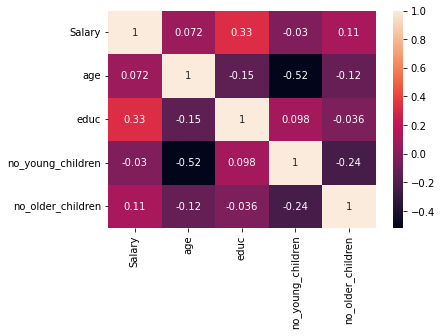 Salary 1 0.072 0.33 -0.03 0.11
age 0.072 1 -0.15 -0.52 -0.12
educ 0.33 -0.15 1 0.098 -0.036
no_young_children -0.03 -0.52 0.098 1 -0.24
no_older_children 0.11 -0.12 -0.036 -0.24 1
Salary
age
educ
no_young_children
no_older_children
1.0
0.8
0.6
0.4
0.2
0.0
−0.2
−0.4